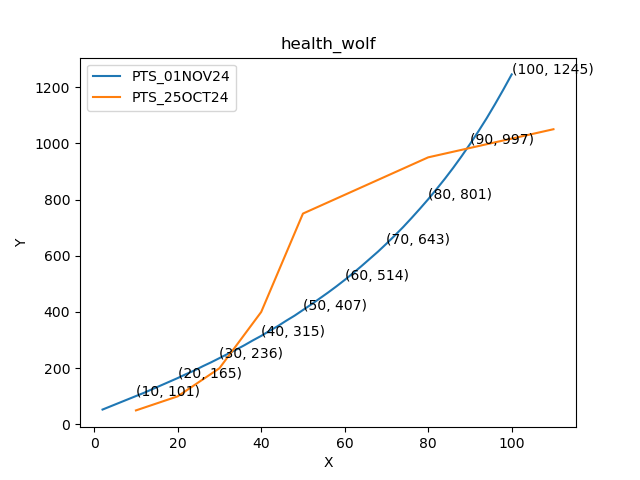 health_wolf
PTS_01NOV24
PTS_25OCT24
(100, 1245)
(90, 997)
(80, 801)
(70, 643)
(60, 514)
(50, 407)
(40, 315)
(30, 236)
(20, 165)
(10, 101)
Y
1200
1000
800
600
400
200
0
0 20 40 60 80 100
X